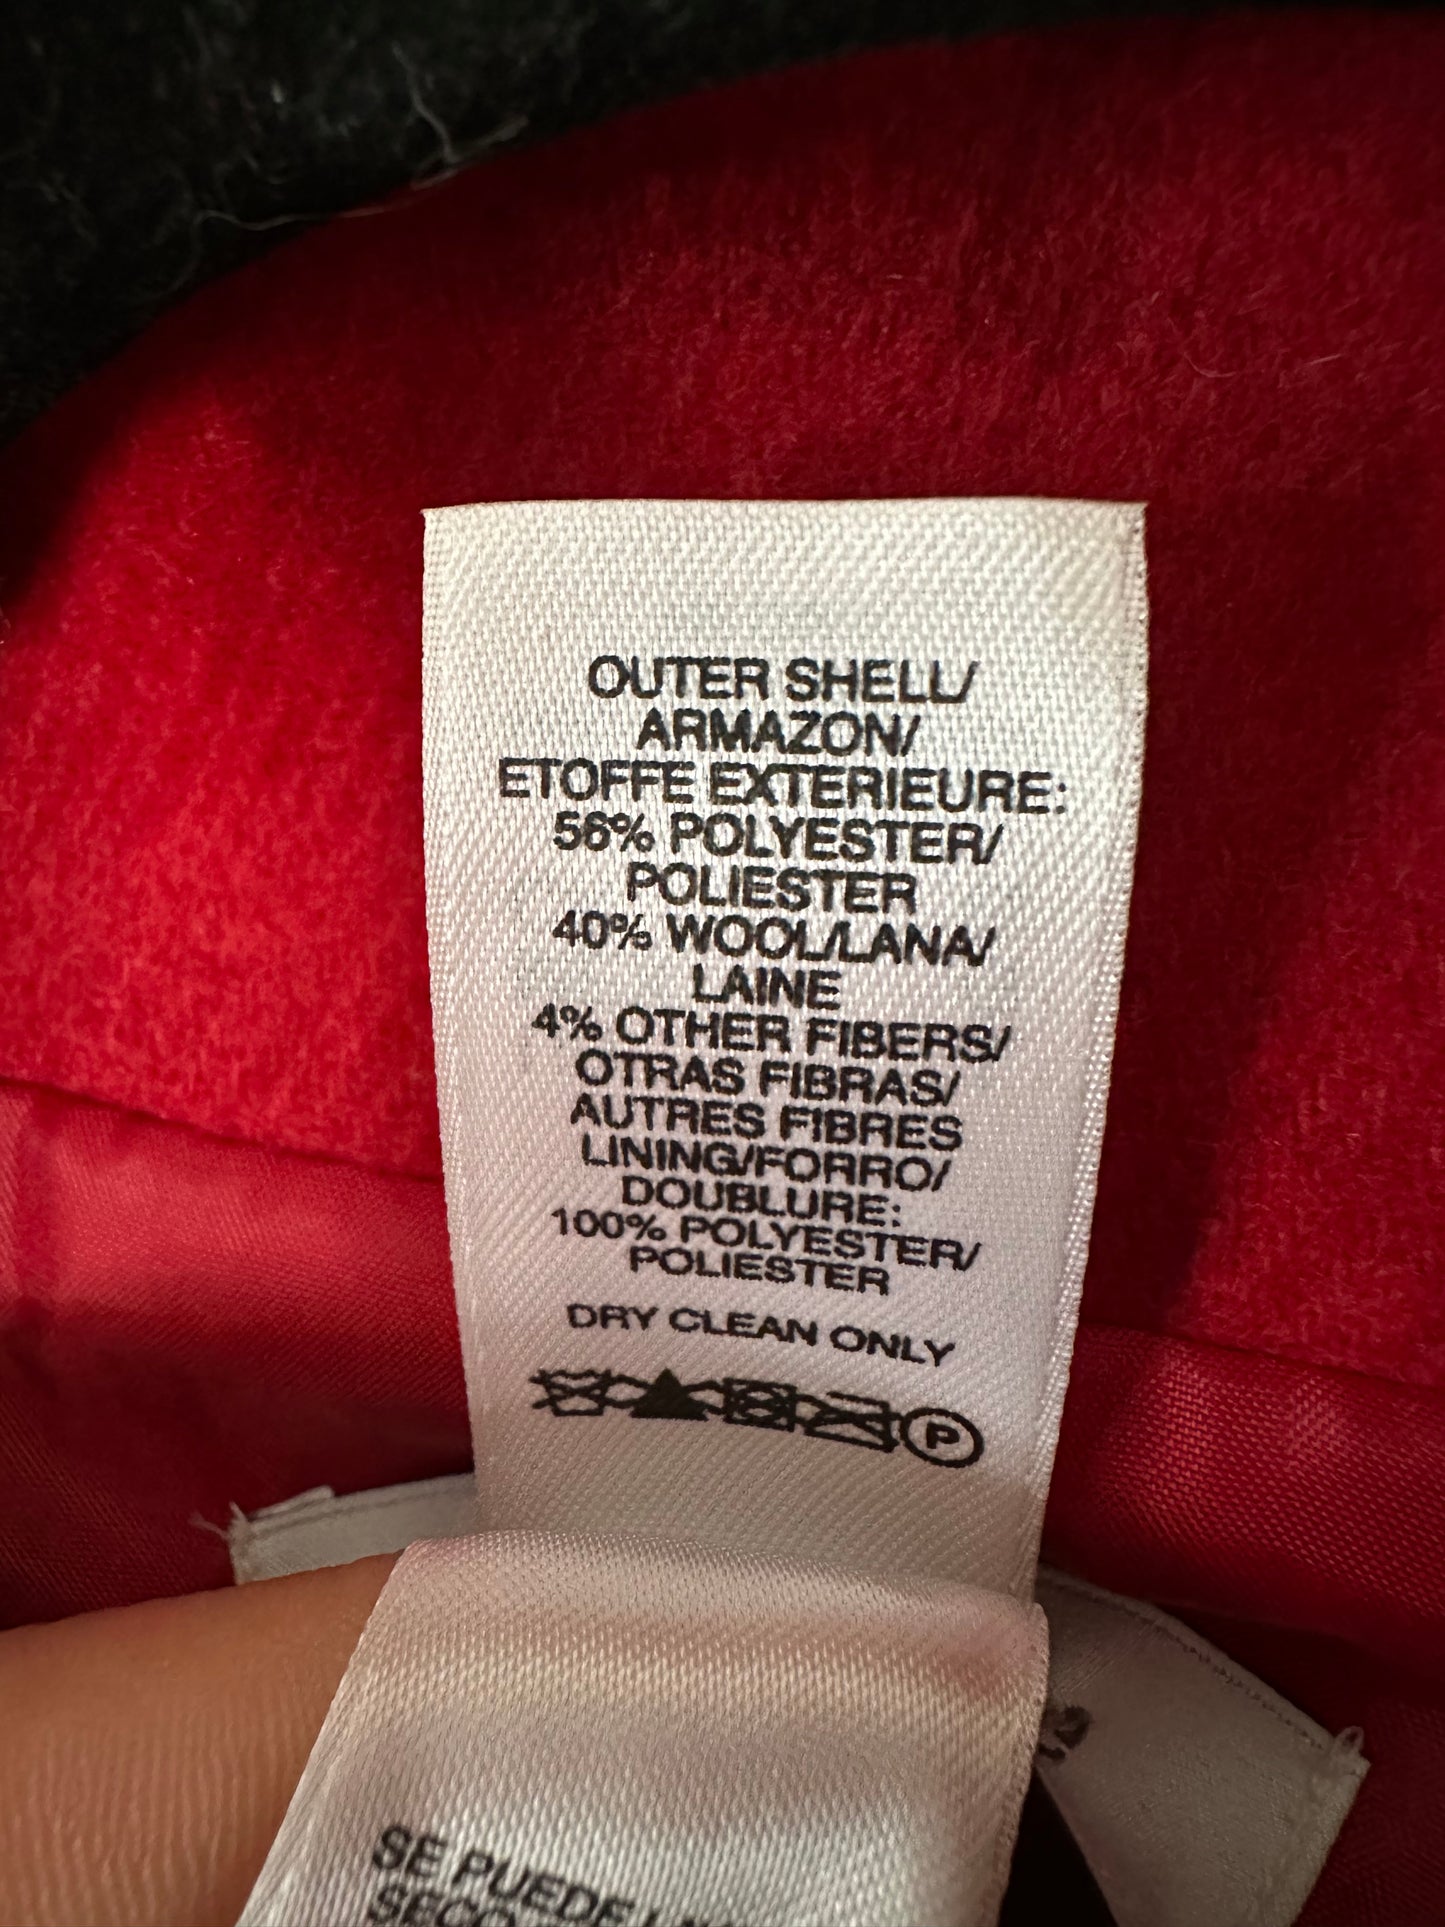 OUTER SHELL/
ARMAZON/
ETOFFE EXTERIEURE:
56% POLYESTER/
POLIESTER
40% WOOL/LANA/
LAINE
4% OTHER FIBERS/
OTRAS FIBRAS/
AUTRES FIBRES
LINING/FORRO/
DOUBLURE:
100% POLYESTER/
POLIESTER
DRY CLEAN ONLY
P
SE PUEDE
SECO